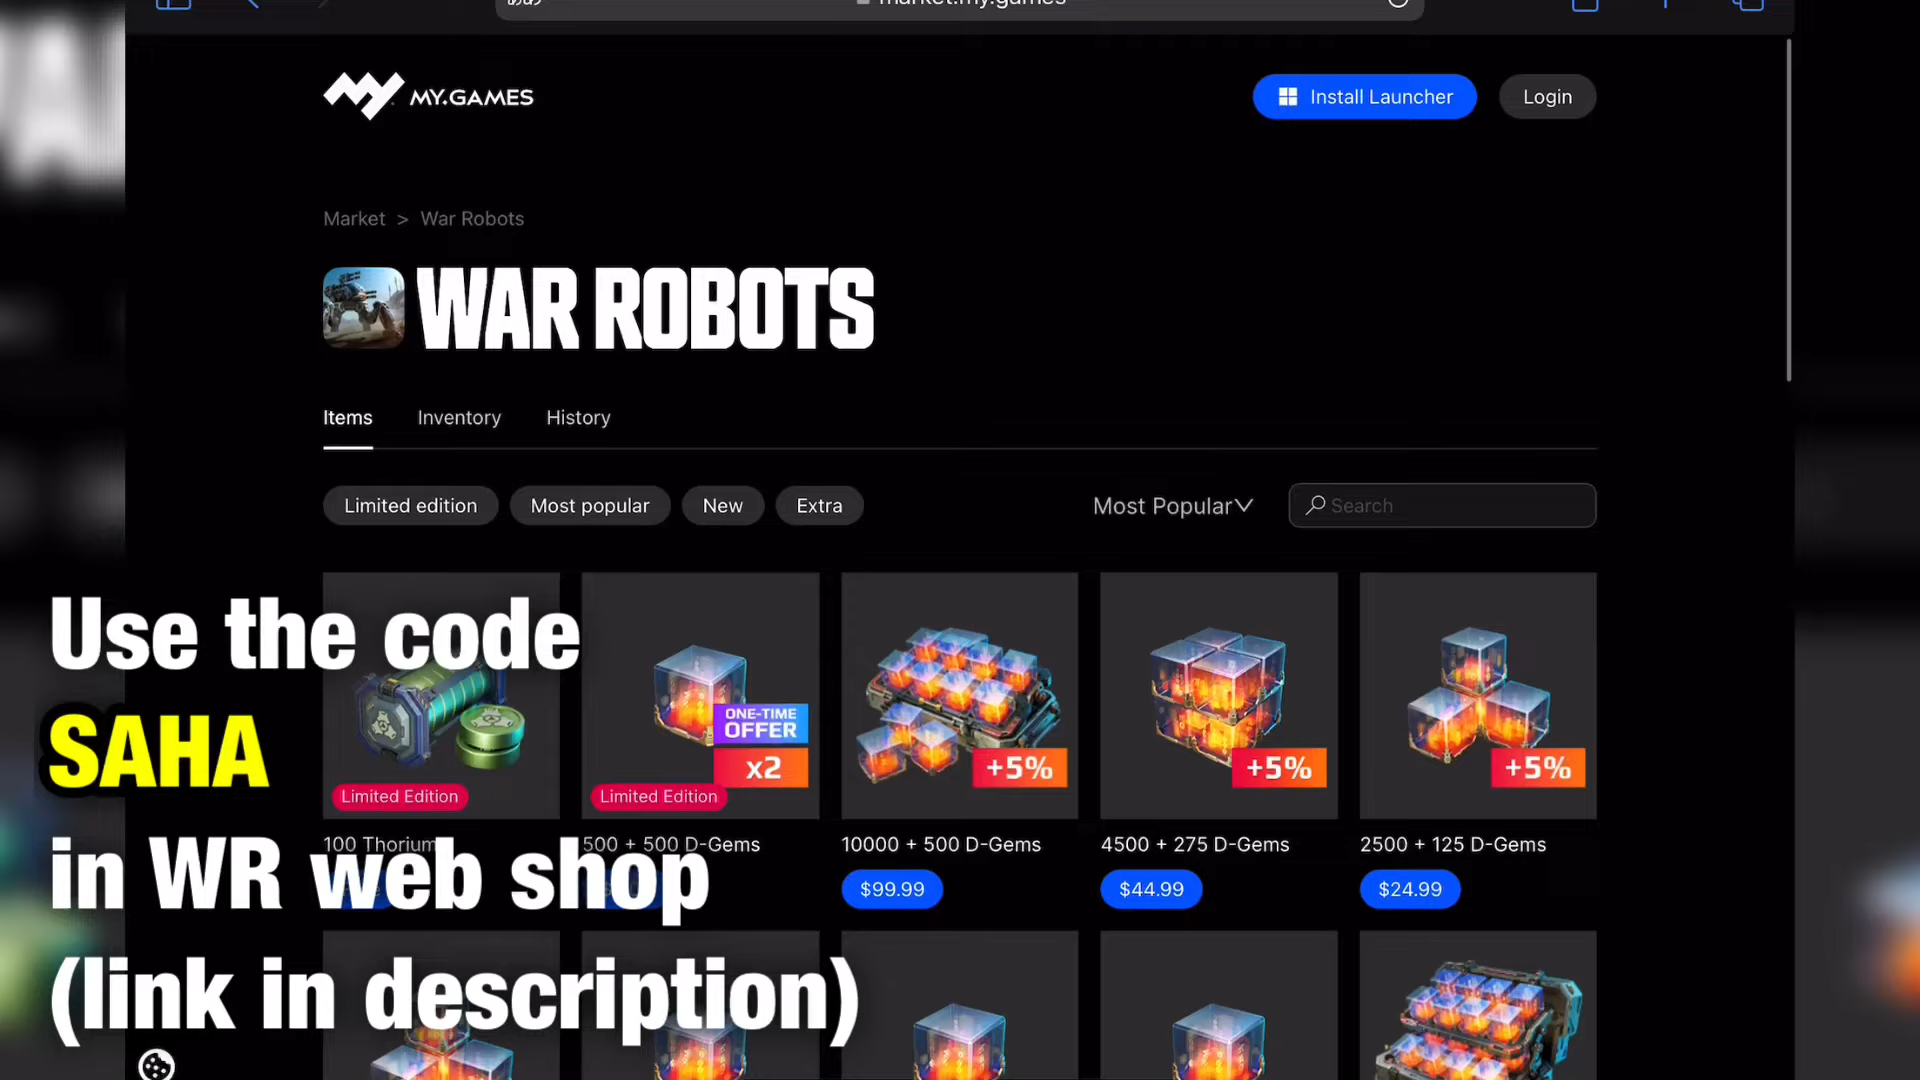 market.my.games
MY.GAMES
Install Launcher
Login
Market > War Robots
WAR ROBOTS
Items
Inventory
History
Limited edition
Most popular
New
Extra
Most Popular
Search
ONE-TIME
OFFER
x2
+5%
+5%
+5%
Limited Edition
Limited Edition
100 Thorium
500 + 500 D-Gems
10000 + 500 D-Gems
4500 + 275 D-Gems
2500 + 125 D-Gems
$99.99
$44.99
$24.99
Use the code
SAHA
in WR web shop
(link in description)